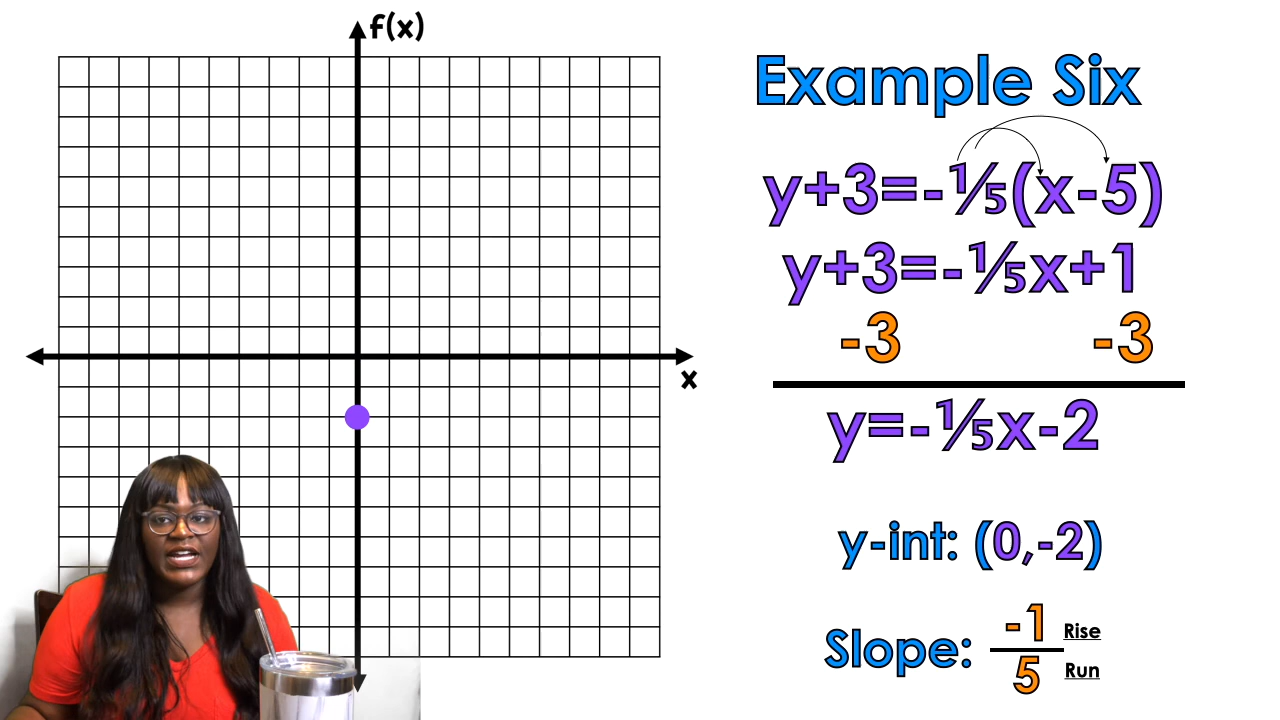 f(x)
x
Example Six
y+3=-⅕(x-5)
y+3=-⅕x+1
-3 -3
y=-⅕x-2
y-int: (0,-2)
Slope: -1 Rise
5 Run